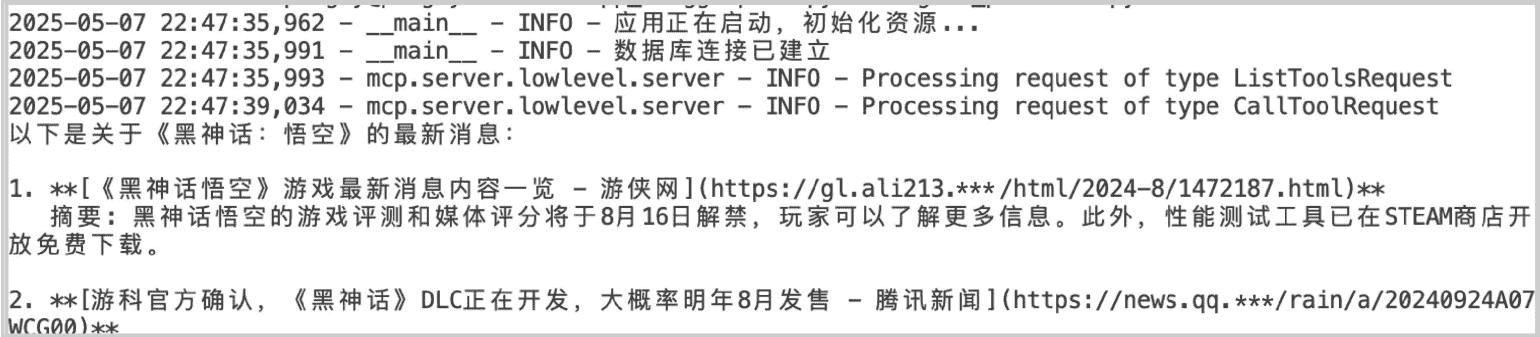 2025-05-07 22:47:35,962 - __main__ - INFO - 应用正在启动，初始化资源...
2025-05-07 22:47:35,991 - __main__ - INFO - 数据库连接已建立
2025-05-07 22:47:35,993 - mcp.server.lowlevel.server - INFO - Processing request of type ListToolsRequest
2025-05-07 22:47:39,034 - mcp.server.lowlevel.server - INFO - Processing request of type CallToolRequest
以下是关于《黑神话：悟空》的最新消息：
1. **[《黑神话悟空》游戏最新消息内容一览 - 游侠网](https://gl.ali213.***/html/2024-8/1472187.html)**
摘要：黑神话悟空的游戏评测和媒体评分将于8月16日解禁，玩家可以了解更多信息。此外，性能测试工具已在STEAM商店开
放免费下载。
2. **[游科官方确认，《黑神话》DLC正在开发，大概率明年8月发售 - 腾讯新闻](https://news.qq.***/rain/a/20240924A07
WCG00)**